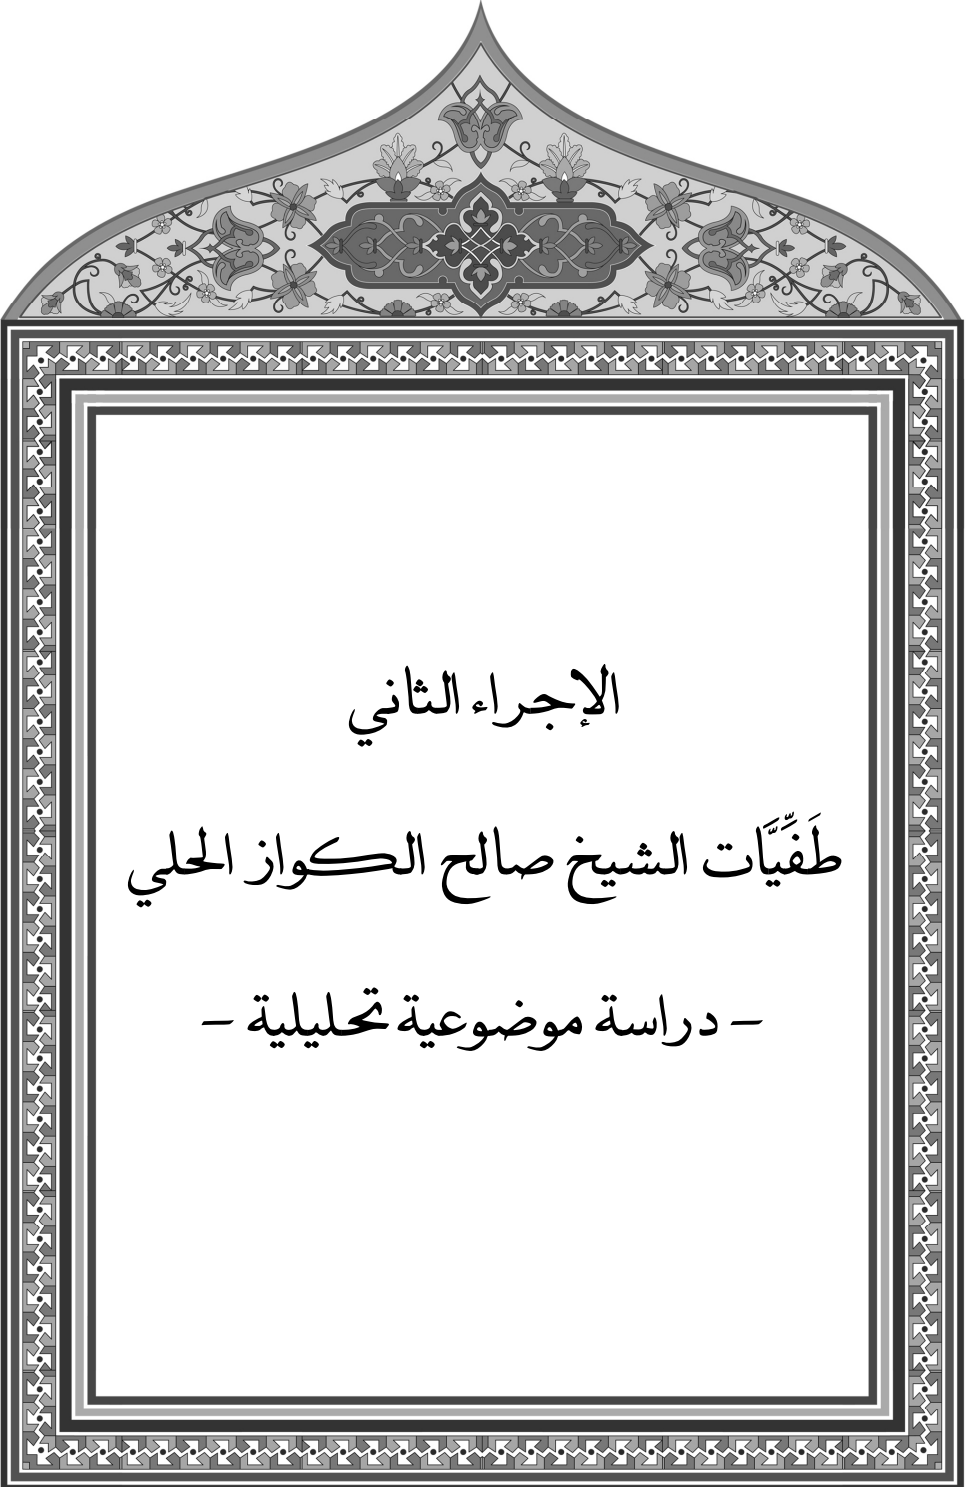 الإجراء الثاني
طَفِّيَّات الشيخ صالح الكواز الحلي
– دراسة موضوعية تحليلية –